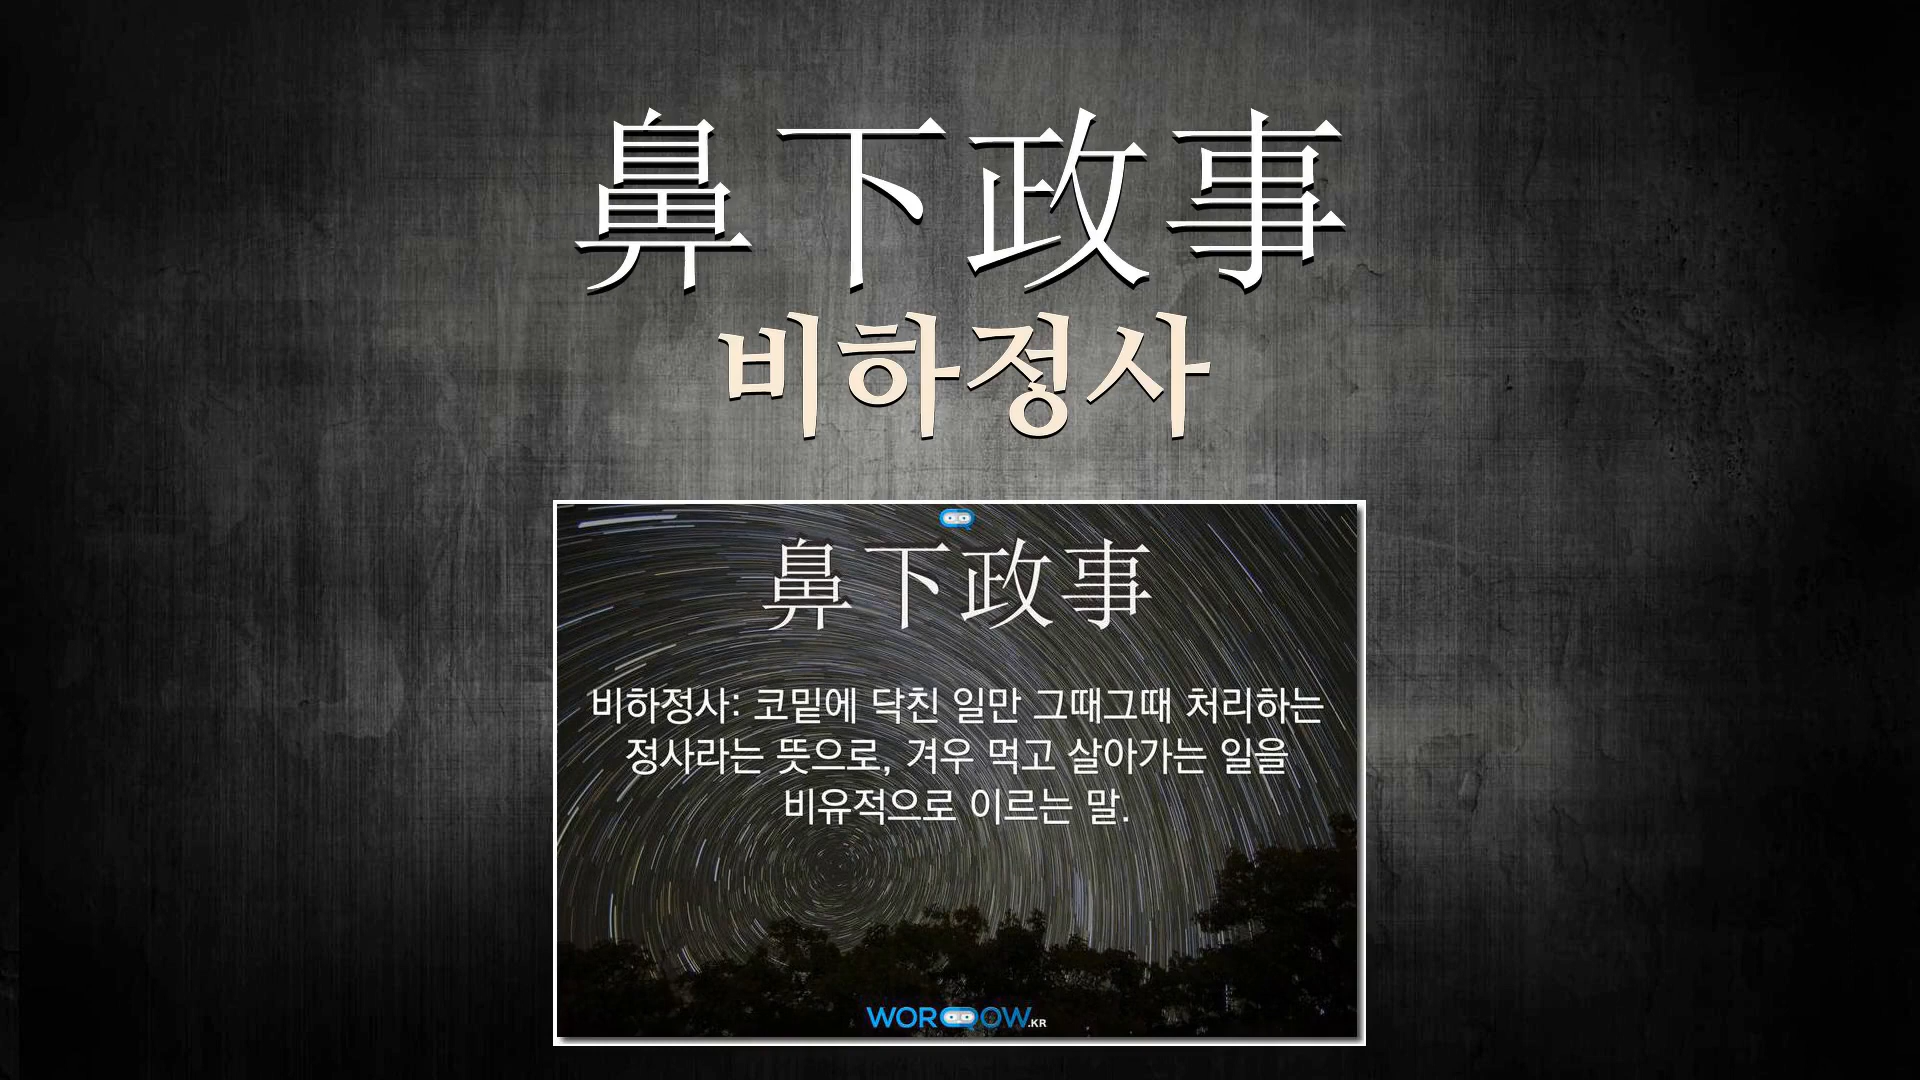 鼻下政事
비하정사
鼻下政事
비하정사: 코밑에 닥친 일만 그때그때 처리하는
정사라는 뜻으로, 겨우 먹고 살아가는 일을
비유적으로 이르는 말.
WORDDOW.KR